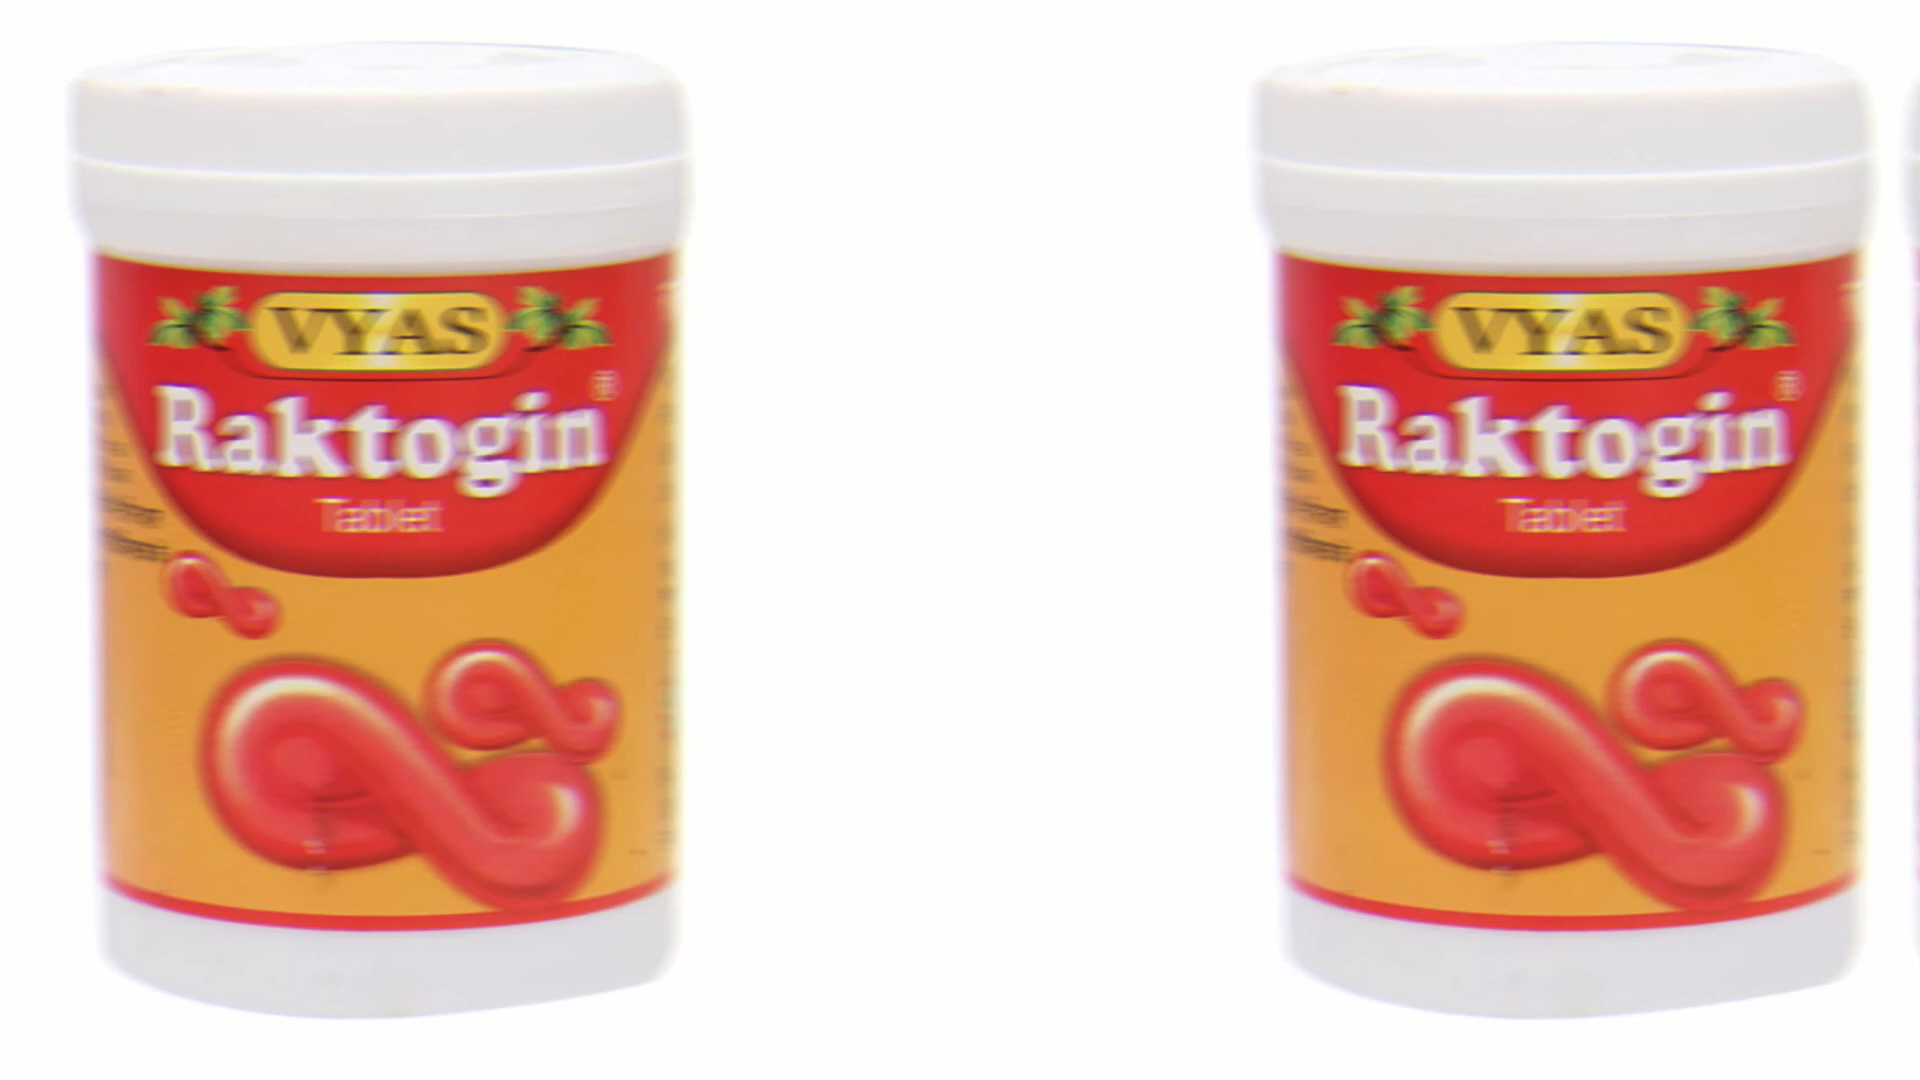 VYAS
Raktogin®
Tablet
VYAS
Raktogin®
Tablet